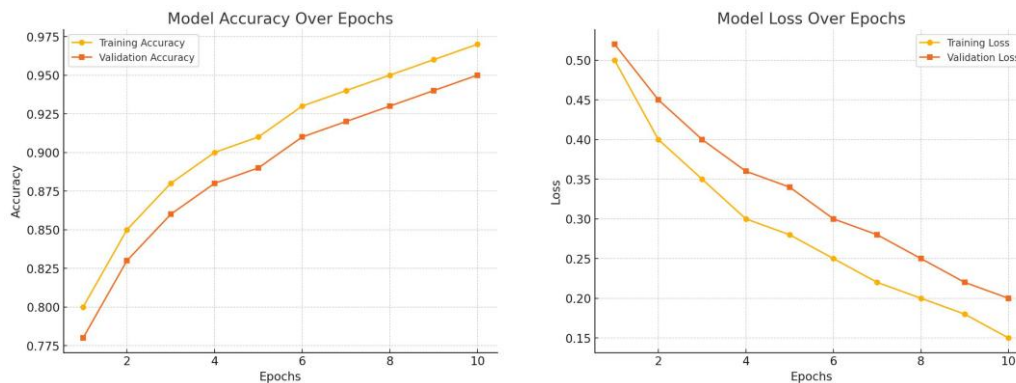 Model Accuracy Over Epochs
Training Accuracy
Validation Accuracy
0.975
0.950
0.925
0.900
0.875
0.850
0.825
0.800
0.775
Accuracy
2
4
6
8
10
Epochs
Model Loss Over Epochs
Training Loss
Validation Loss
0.50
0.45
0.40
0.35
0.30
0.25
0.20
0.15
Loss
2
4
6
8
10
Epochs